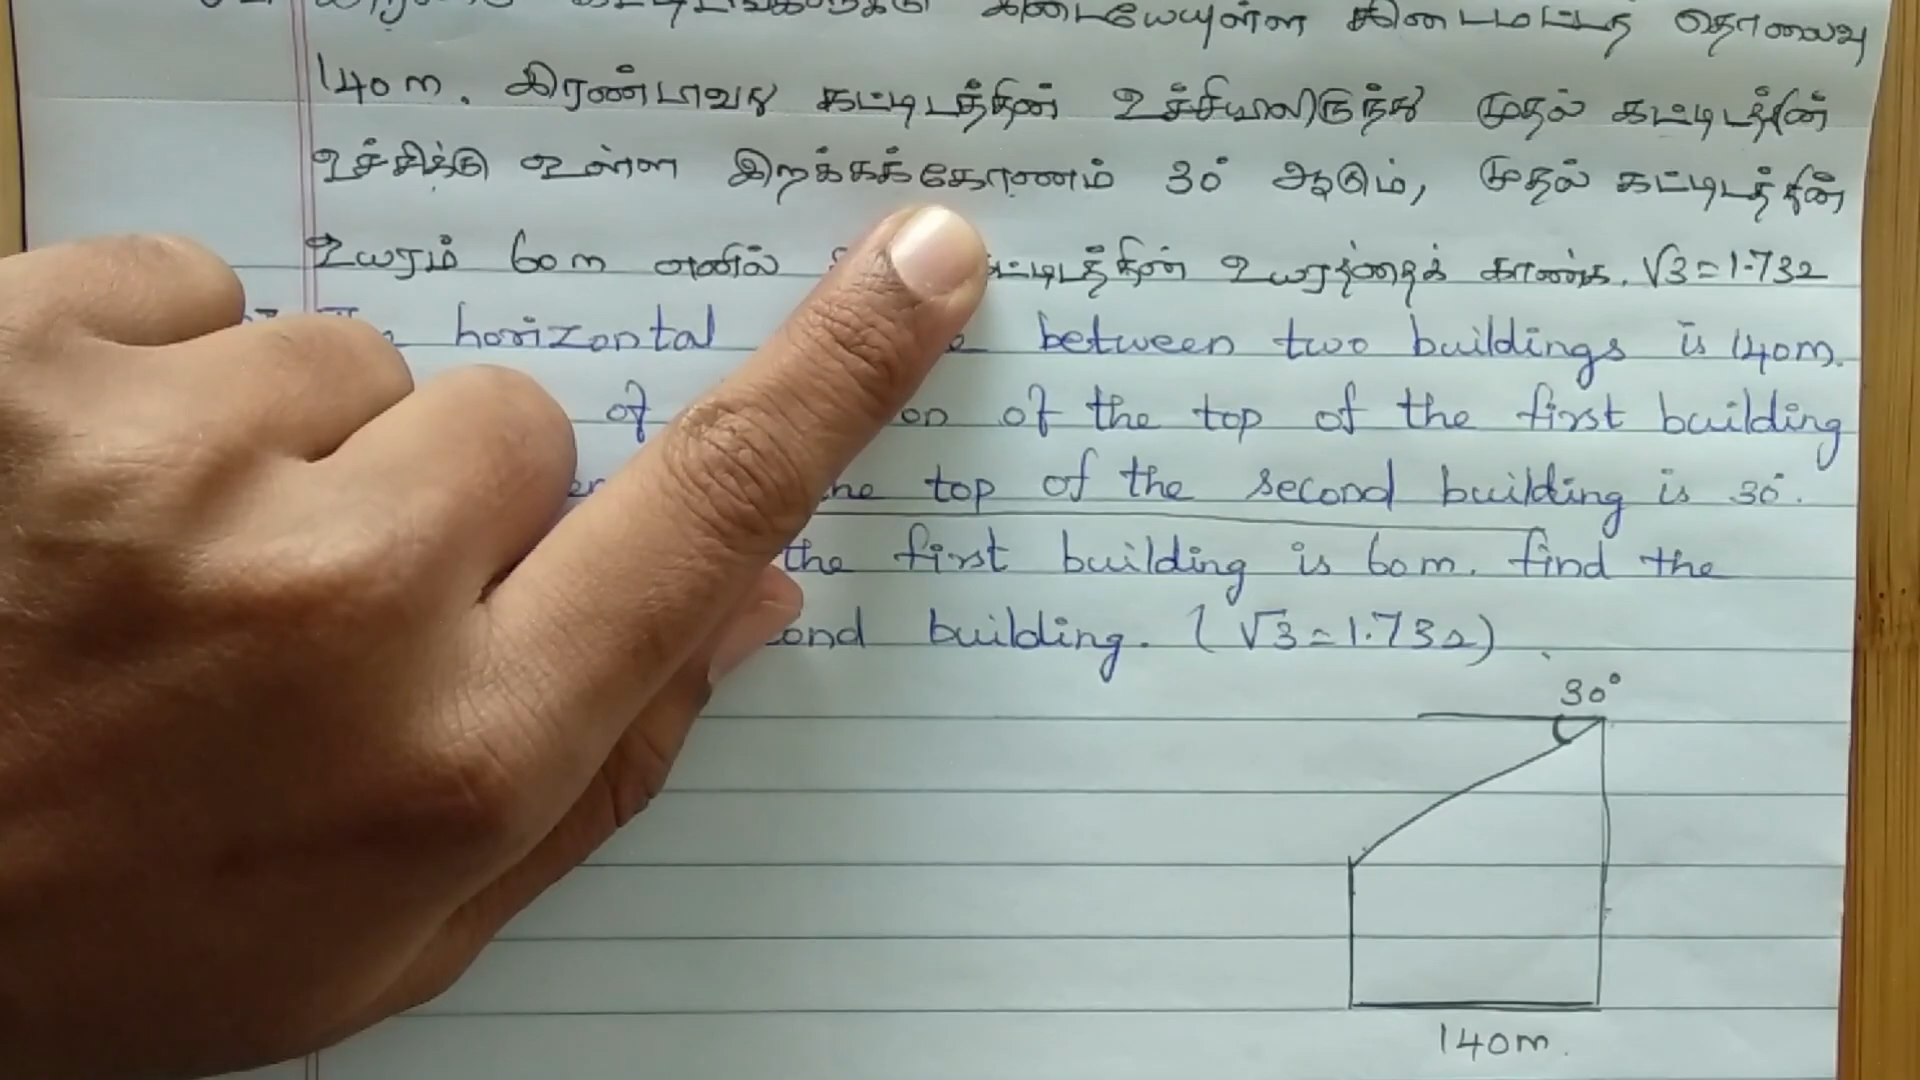 இடையேயுள்ள கிடைமட்டத் தொலைவு
140 m. இரண்டாவது கட்டிடத்தின் உச்சியிலிருந்து முதல் கட்டிடத்தின்
உச்சிக்கு உள்ள இறக்கக்கோணம் 30° ஆகும், முதல் கட்டிடத்தின்
உயரம் 60 m எனில் கட்டிடத்தின் உயரத்தைக் காண்க. √3 = 1.732
horizontal between two buildings is 140m.
of of the top of the first building
the top of the second building is 30°.
the first building is 60 m. find the
building. (√3 = 1.732)
30°
140m.